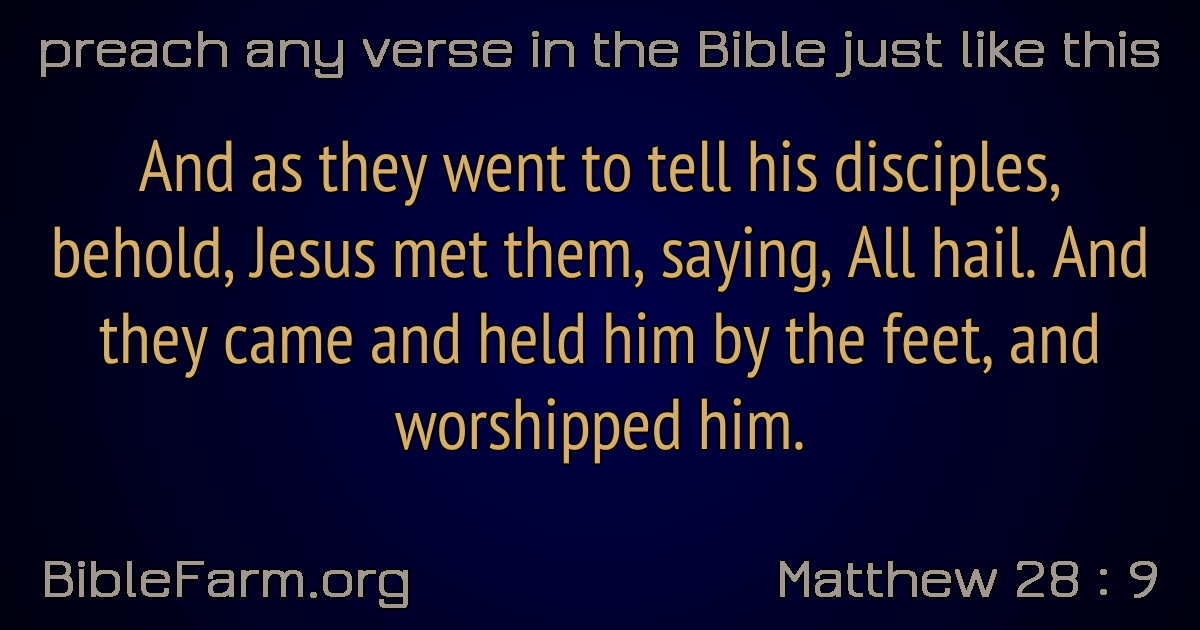 preach any verse in the Bible just like this
And as they went to tell his disciples,
behold, Jesus met them, saying, All hail. And
they came and held him by the feet, and
worshipped him.
BibleFarm.org
Matthew 28 : 9